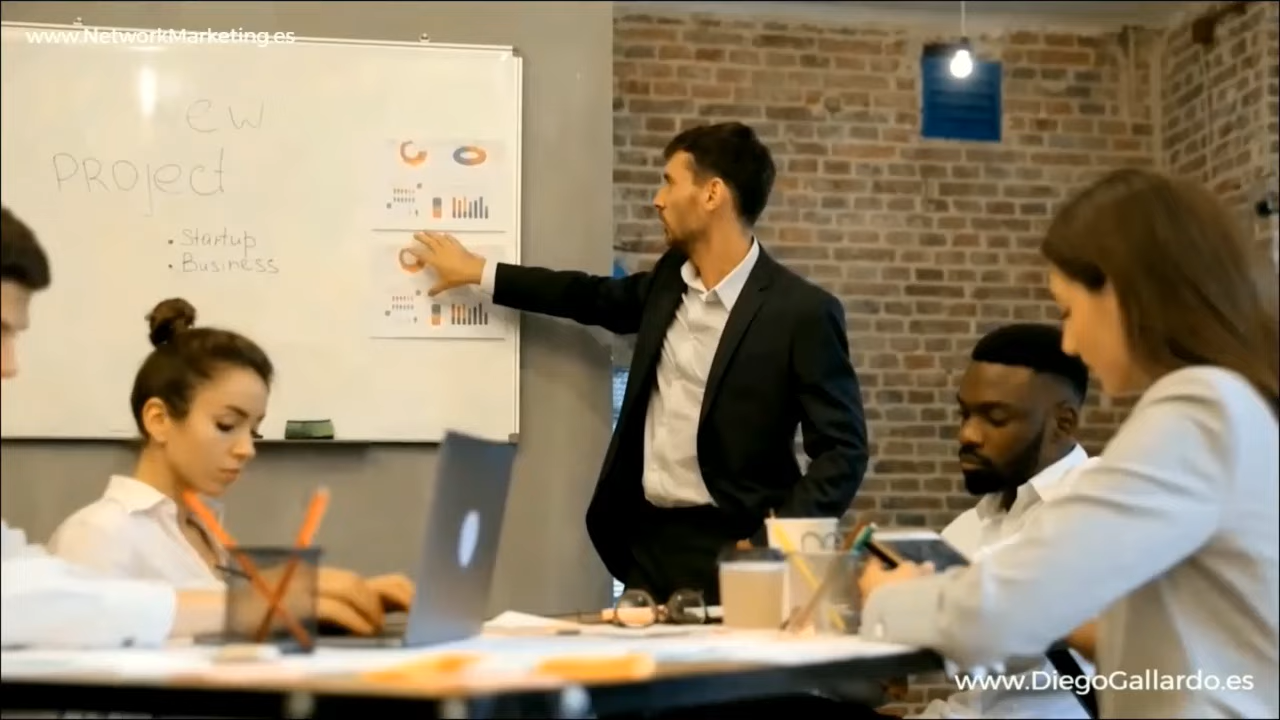 www.NetworkMarketing.es
ew
PROJect
• Startup
• Business
www.DiegoGallardo.es